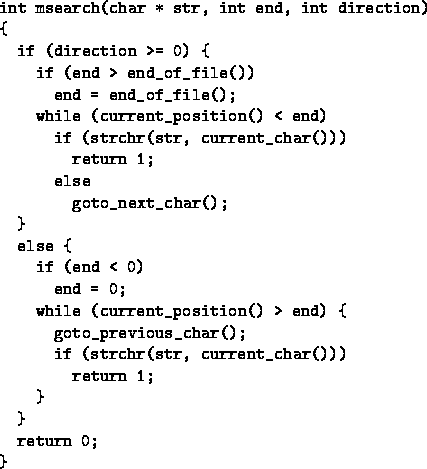 int msearch(char * str, int end, int direction)
{
  if (direction >= 0) {
    if (end > end_of_file())
      end = end_of_file();
    while (current_position() < end)
      if (strchr(str, current_char()))
        return 1;
      else
        goto_next_char();
  }
  else {
    if (end < 0)
      end = 0;
    while (current_position() > end) {
      goto_previous_char();
      if (strchr(str, current_char()))
        return 1;
    }
  }
  return 0;
}